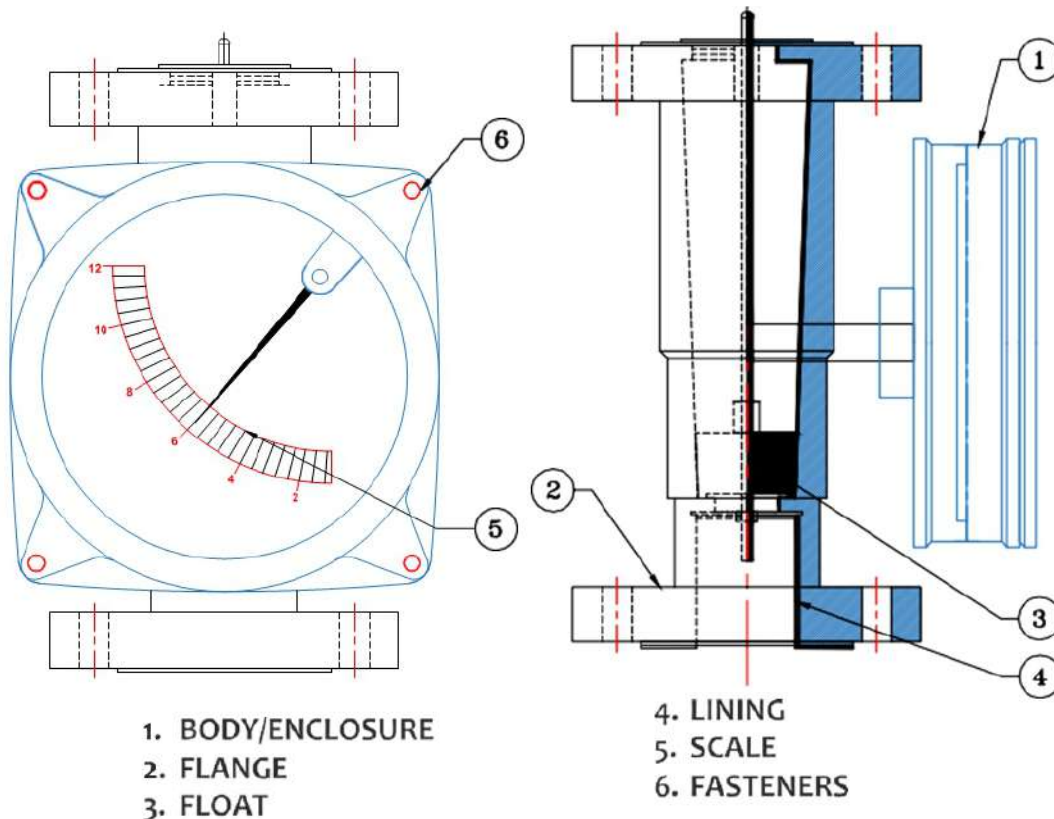 1
6
12
10
8
6
4
2
5
2
3
4
1. BODY/ENCLOSURE
2. FLANGE
3. FLOAT
4. LINING
5. SCALE
6. FASTENERS